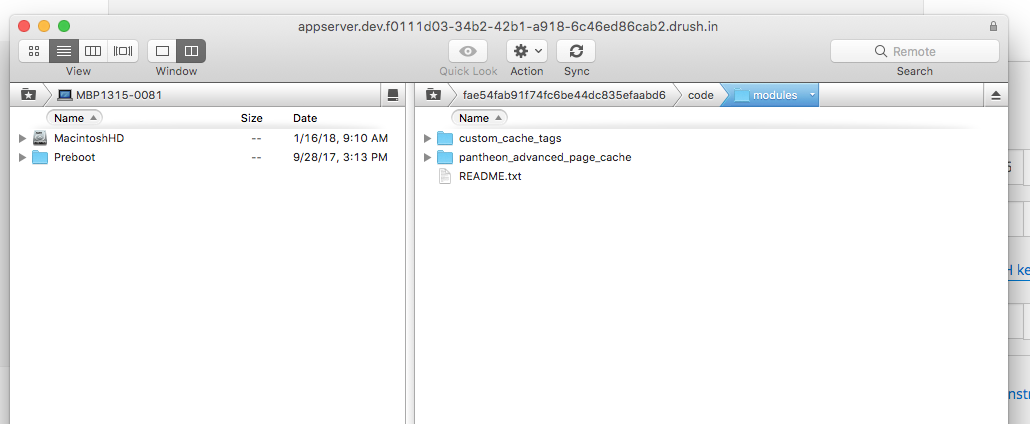 appserver.dev.f0111d03-34b2-42b1-a918-6c46ed86cab2.drush.in
Remote
View Window Quick Look Action Sync Search
MBP1315-0081
fae54fab91f74fc6be44dc835efaabd6 code modules
Name Size Date
Name
MacintoshHD -- 1/16/18, 9:10 AM
custom_cache_tags
Preboot -- 9/28/17, 3:13 PM
pantheon_advanced_page_cache
README.txt